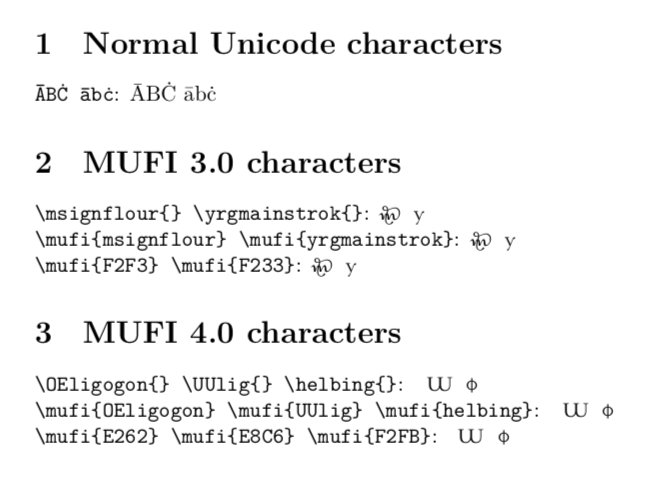 1 Normal Unicode characters
ĀBĊ ābċ: ĀBĊ ābċ
2 MUFI 3.0 characters
\msignflour{} \yrgmainstrok{}:  y
\mufi{msignflour} \mufi{yrgmainstrok}:  y
\mufi{F2F3} \mufi{F233}:  y
3 MUFI 4.0 characters
\OEligogon{} \UUlig{} \helbing{}:  ϕ
\mufi{OEligogon} \mufi{UUlig} \mufi{helbing}:  ϕ
\mufi{E262} \mufi{E8C6} \mufi{F2FB}:  ϕ